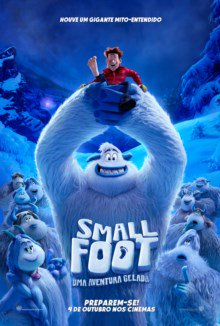 HOUVE UM GIGANTE MITO-ENTENDIDO
SMALL
FOOT
UMA AVENTURA GELADA
PREPAREM-SE!
4 DE OUTUBRO NOS CINEMAS